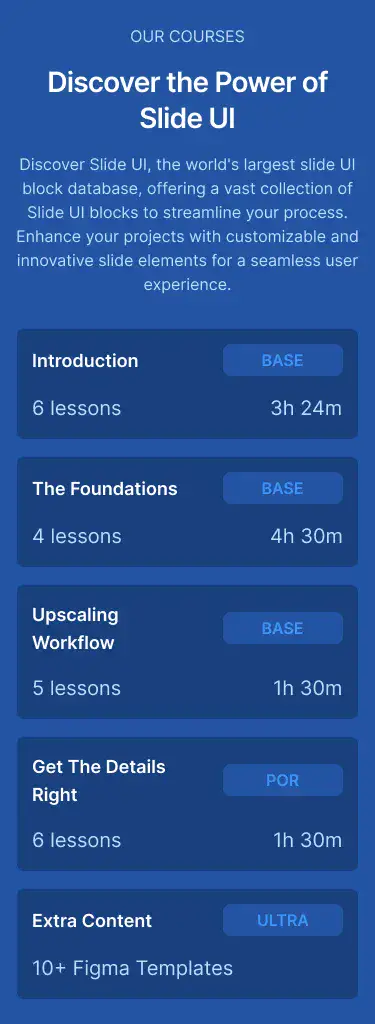 OUR COURSES
Discover the Power of
Slide UI
Discover Slide UI, the world's largest slide UI
block database, offering a vast collection of
Slide UI blocks to streamline your process.
Enhance your projects with customizable and
innovative slide elements for a seamless user
experience.
Introduction
BASE
6 lessons
3h 24m
The Foundations
BASE
4 lessons
4h 30m
Upscaling
Workflow
BASE
5 lessons
1h 30m
Get The Details
Right
POR
6 lessons
1h 30m
Extra Content
ULTRA
10+ Figma Templates